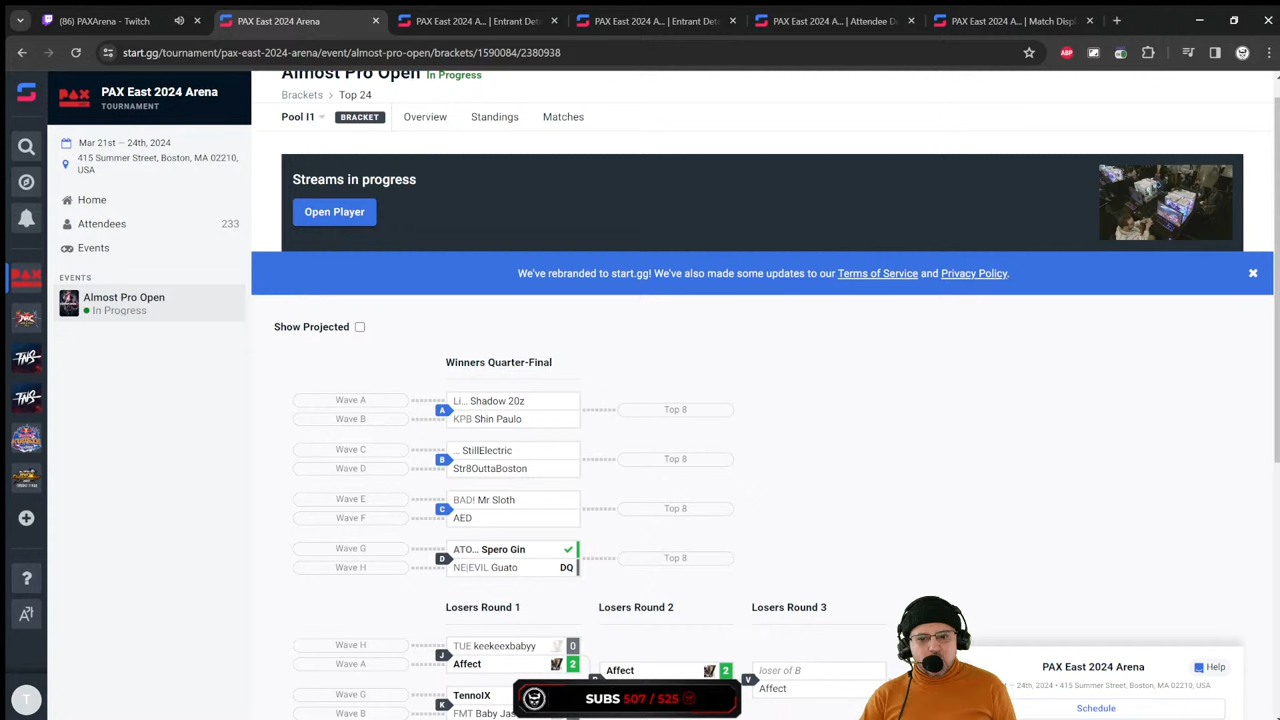 (86) PAXArena - Twitch
PAX East 2024 Arena
PAX East 2024 A... | Entrant Det
PAX East 2024 A... | Entrant Det
PAX East 2024 A... | Attendee D
PAX East 2024 A... | Match Displ
start.gg/tournament/pax-east-2024-arena/event/almost-pro-open/brackets/1590084/2380938
ABP
PAX East 2024 Arena
TOURNAMENT
Mar 21st — 24th, 2024
415 Summer Street, Boston, MA 02210,
USA
Home
Attendees 233
Events
EVENTS
Almost Pro Open
In Progress
Almost Pro Open In Progress
Brackets > Top 24
Pool I1 BRACKET Overview Standings Matches
Streams in progress
Open Player
We've rebranded to start.gg! We've also made some updates to our Terms of Service and Privacy Policy.
Show Projected
Winners Quarter-Final
Wave A
Wave B
A
Li... Shadow 20z
KPB Shin Paulo
Top 8
Wave C
Wave D
B
... StillElectric
Str8OuttaBoston
Top 8
Wave E
Wave F
C
BAD! Mr Sloth
AED
Top 8
Wave G
Wave H
D
ATO... Spero Gin
NE|EVIL Guato DQ
Top 8
Losers Round 1 Losers Round 2 Losers Round 3
Wave H
Wave A
J
TUE keekeexbabyy 0
Affect 2
Affect 2
V
loser of B
Affect
Wave G
Wave B
K
TennoIX
FMT Baby Jas
SUBS 507 / 525
PAX East 2024 Arena
Help
— 24th, 2024 • 415 Summer Street, Boston, MA 02210, USA
Schedule
T